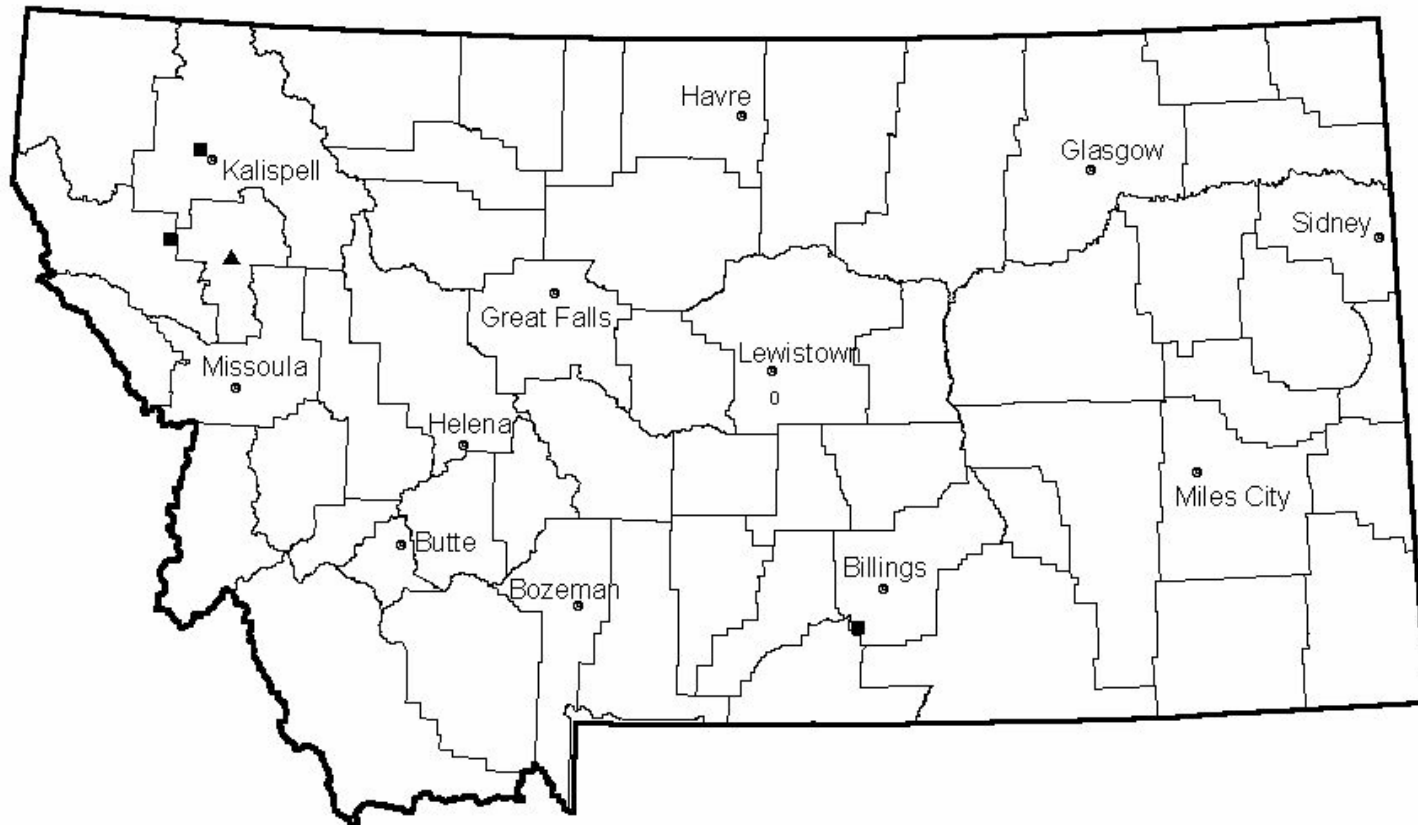 Havre
Glasgow
Kalispell
Sidney
Great Falls
Lewistown
Missoula
0
Helena
Miles City
Butte
Billings
Bozeman